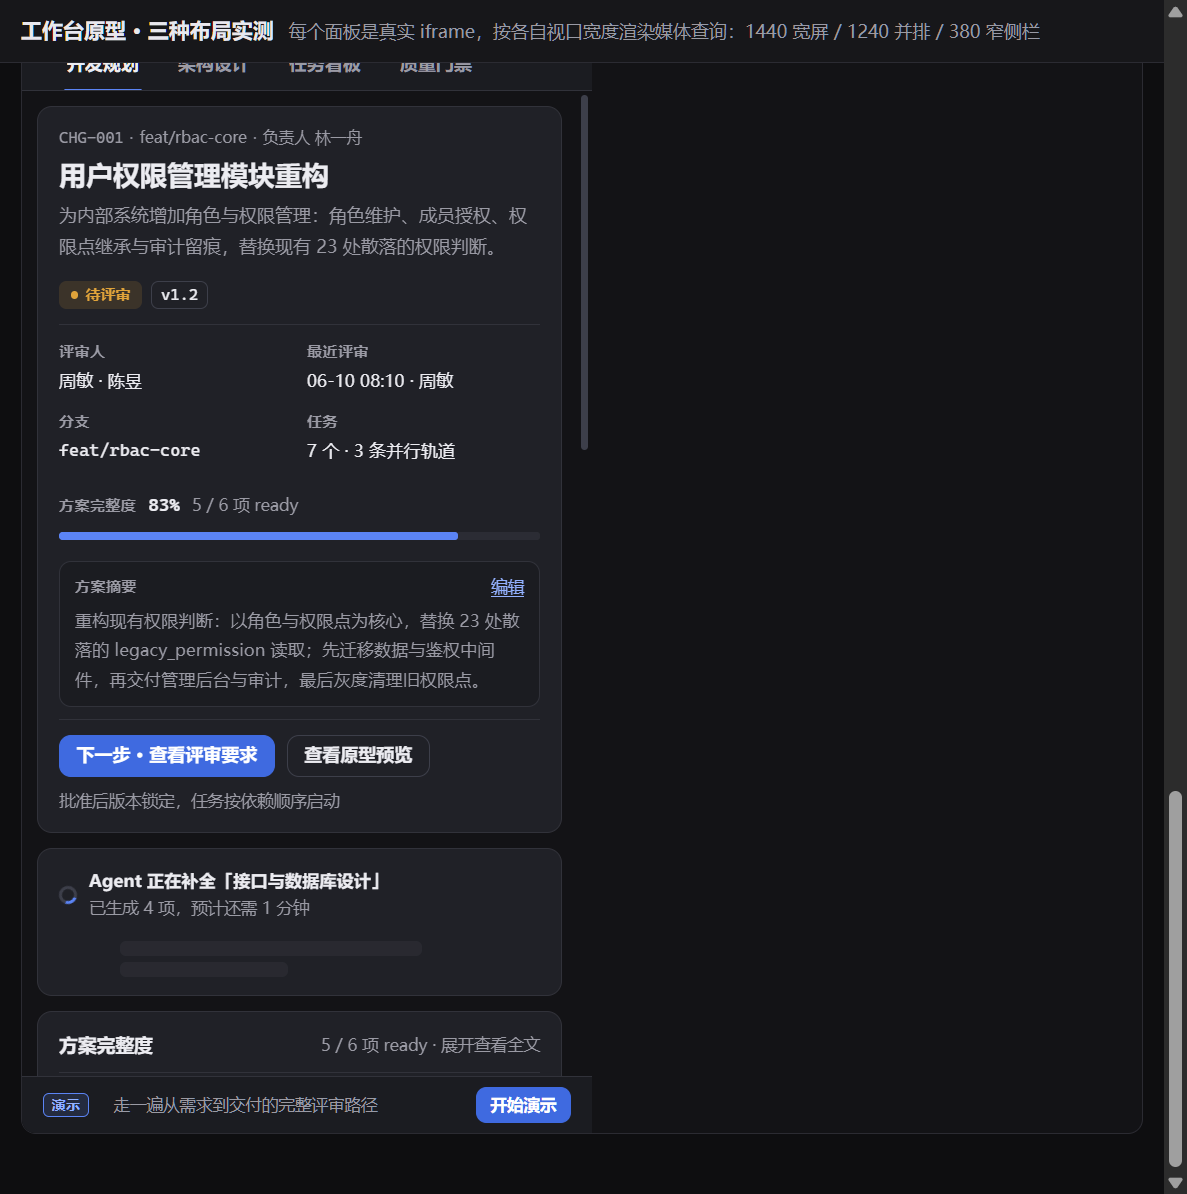 工作台原型 · 三种布局实测 每个面板是真实 iframe，按各自视口宽度渲染媒体查询：1440 宽屏 / 1240 并排 / 380 窄侧栏
开发规划 架构设计 任务看板 质量门禁
CHG-001 · feat/rbac-core · 负责人 林一舟
用户权限管理模块重构
为内部系统增加角色与权限管理：角色维护、成员授权、权
限点继承与审计留痕，替换现有 23 处散落的权限判断。
待评审 v1.2
评审人 最近评审
周敏 · 陈昱 06-10 08:10 · 周敏
分支 任务
feat/rbac-core 7 个 · 3 条并行轨道
方案完整度 83% 5 / 6 项 ready
方案摘要 编辑
重构现有权限判断：以角色与权限点为核心，替换 23 处散
落的 legacy_permission 读取；先迁移数据与鉴权中间
件，再交付管理后台与审计，最后灰度清理旧权限点。
下一步 · 查看评审要求 查看原型预览
批准后版本锁定，任务按依赖顺序启动
Agent 正在补全「接口与数据库设计」
已生成 4 项，预计还需 1 分钟
方案完整度 5 / 6 项 ready · 展开查看全文
演示 走一遍从需求到交付的完整评审路径 开始演示